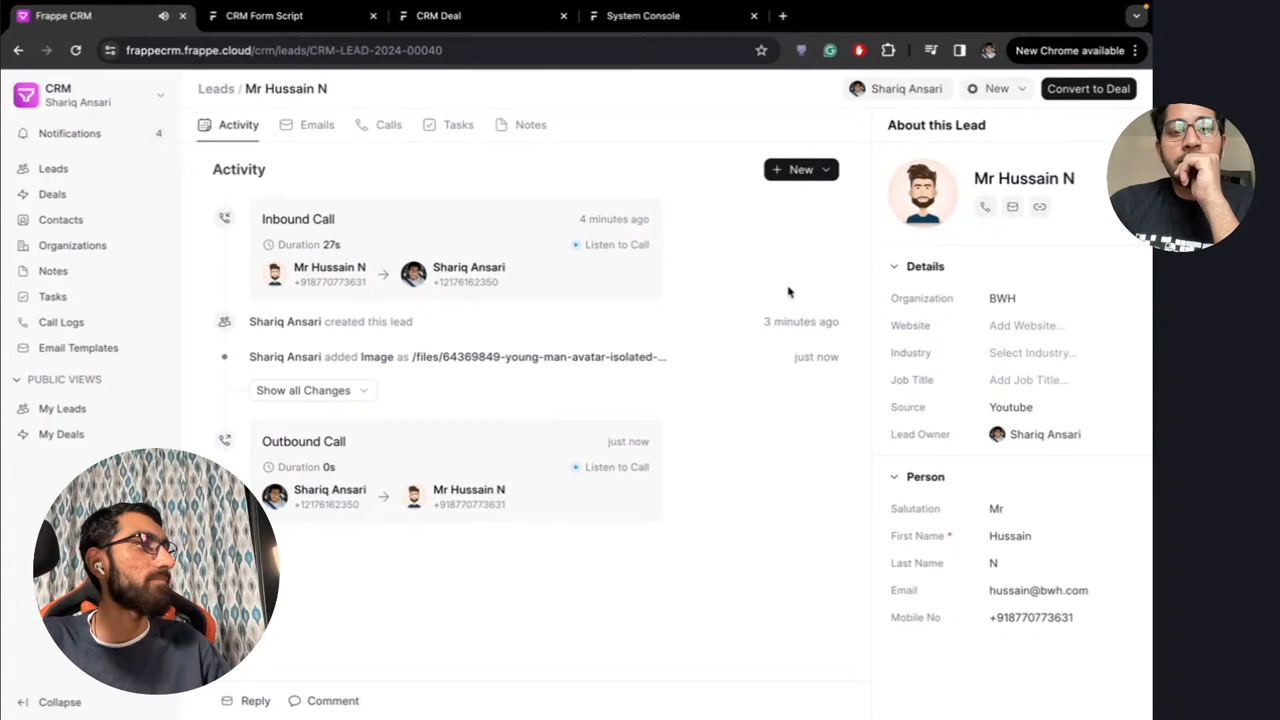 Frappe CRM
CRM Form Script
CRM Deal
System Console
frappecrm.frappe.cloud/crm/leads/CRM-LEAD-2024-00040
New Chrome available
CRM
Shariq Ansari
Notifications 4
Leads
Deals
Contacts
Organizations
Notes
Tasks
Call Logs
Email Templates
PUBLIC VIEWS
My Leads
My Deals
Collapse
Leads / Mr Hussain N
Shariq Ansari
New
Convert to Deal
Activity
Emails
Calls
Tasks
Notes
Activity
+ New
Inbound Call 4 minutes ago
Duration 27s Listen to Call
Mr Hussain N
+918770773631
Shariq Ansari
+12176162350
Shariq Ansari created this lead 3 minutes ago
Shariq Ansari added Image as /files/64369849-young-man-avatar-isolated-... just now
Show all Changes
Outbound Call just now
Duration 0s Listen to Call
Shariq Ansari
+12176162350
Mr Hussain N
+918770773631
Reply
Comment
About this Lead
Mr Hussain N
Details
Organization BWH
Website Add Website...
Industry Select Industry...
Job Title Add Job Title...
Source Youtube
Lead Owner Shariq Ansari
Person
Salutation Mr
First Name * Hussain
Last Name N
Email hussain@bwh.com
Mobile No +918770773631